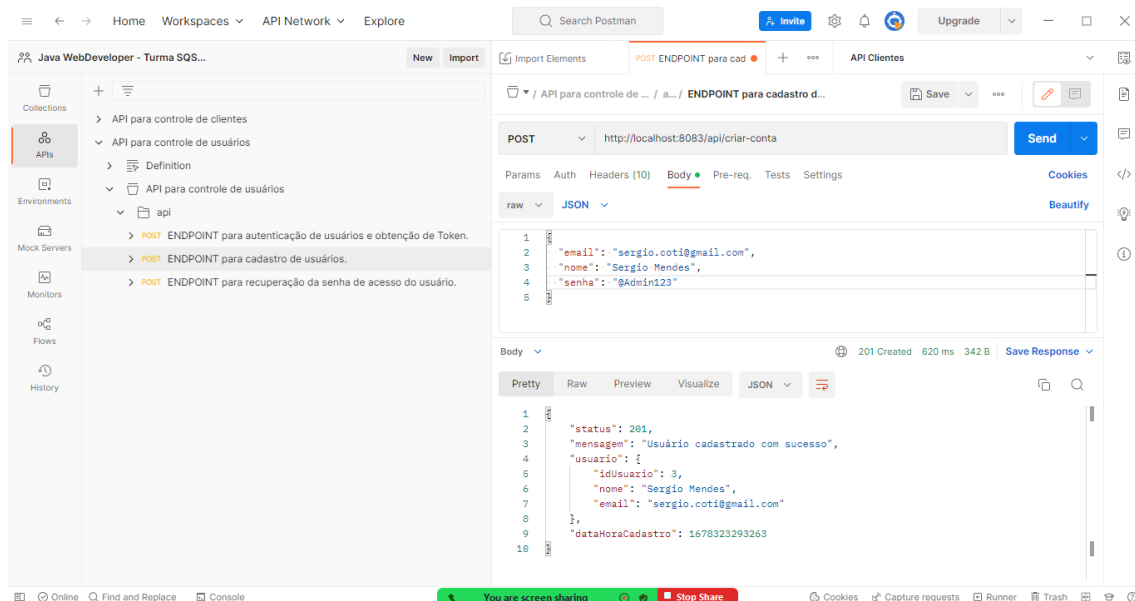 Home Workspaces API Network Explore Search Postman Invite Upgrade
Java WebDeveloper - Turma SQS... New Import Import Elements POST ENDPOINT para cad API Clientes
Collections
APIs
Environments
Mock Servers
Monitors
Flows
History
API para controle de clientes
API para controle de usuários
Definition
API para controle de usuários
api
POST ENDPOINT para autenticação de usuários e obtenção de Token.
POST ENDPOINT para cadastro de usuários.
POST ENDPOINT para recuperação da senha de acesso do usuário.
/ API para controle de ... / a... / ENDPOINT para cadastro d... Save
POST http://localhost:8083/api/criar-conta Send
Params Auth Headers (10) Body Pre-req. Tests Settings Cookies
raw JSON Beautify
1 {
2 "email": "sergio.coti@gmail.com",
3 "nome": "Sergio Mendes",
4 "senha": "@Admin123"
5 }
Body 201 Created 620 ms 342 B Save Response
Pretty Raw Preview Visualize JSON
1 {
2 "status": 201,
3 "mensagem": "Usuário cadastrado com sucesso",
4 "usuario": {
5 "idUsuario": 3,
6 "nome": "Sergio Mendes",
7 "email": "sergio.coti@gmail.com"
8 },
9 "dataHoraCadastro": 1678323293263
10 }
Online Find and Replace Console You are screen sharing Stop Share Cookies Capture requests Runner Trash